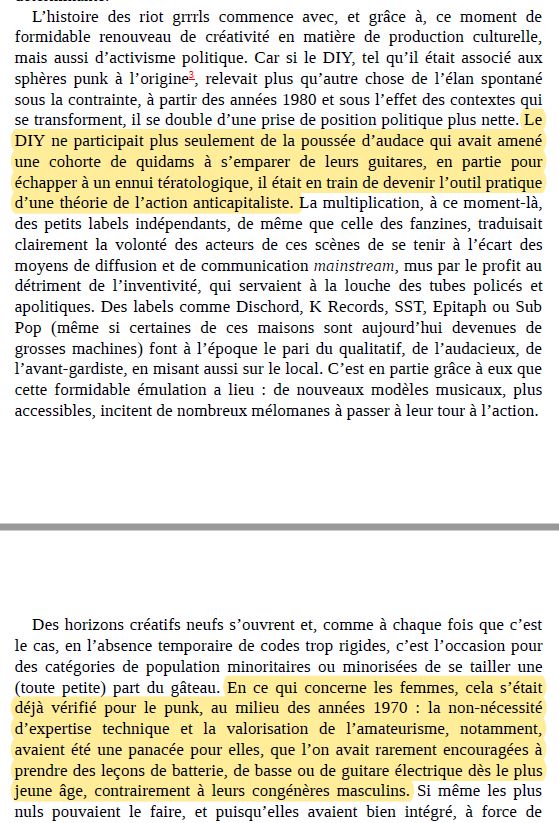 L’histoire des riot grrrls commence avec, et grâce à, ce moment de
formidable renouveau de créativité en matière de production culturelle,
mais aussi d’activisme politique. Car si le DIY, tel qu’il était associé aux
sphères punk à l’origine3, relevait plus qu’autre chose de l’élan spontané
sous la contrainte, à partir des années 1980 et sous l’effet des contextes qui
se transforment, il se double d’une prise de position politique plus nette. Le
DIY ne participait plus seulement de la poussée d’audace qui avait amené
une cohorte de quidams à s’emparer de leurs guitares, en partie pour
échapper à un ennui tératologique, il était en train de devenir l’outil pratique
d’une théorie de l’action anticapitaliste. La multiplication, à ce moment-là,
des petits labels indépendants, de même que celle des fanzines, traduisait
clairement la volonté des acteurs de ces scènes de se tenir à l’écart des
moyens de diffusion et de communication mainstream, mus par le profit au
détriment de l’inventivité, qui servaient à la louche des tubes policés et
apolitiques. Des labels comme Dischord, K Records, SST, Epitaph ou Sub
Pop (même si certaines de ces maisons sont aujourd’hui devenues de
grosses machines) font à l’époque le pari du qualitatif, de l’audacieux, de
l’avant-gardiste, en misant aussi sur le local. C’est en partie grâce à eux que
cette formidable émulation a lieu : de nouveaux modèles musicaux, plus
accessibles, incitent de nombreux mélomanes à passer à leur tour à l’action.
Des horizons créatifs neufs s’ouvrent et, comme à chaque fois que c’est
le cas, en l’absence temporaire de codes trop rigides, c’est l’occasion pour
des catégories de population minoritaires ou minorisées de se tailler une
(toute petite) part du gâteau. En ce qui concerne les femmes, cela s’était
déjà vérifié pour le punk, au milieu des années 1970 : la non-nécessité
d’expertise technique et la valorisation de l’amateurisme, notamment,
avaient été une panacée pour elles, que l’on avait rarement encouragées à
prendre des leçons de batterie, de basse ou de guitare électrique dès le plus
jeune âge, contrairement à leurs congénères masculins. Si même les plus
nuls pouvaient le faire, et puisqu’elles avaient bien intégré, à force de